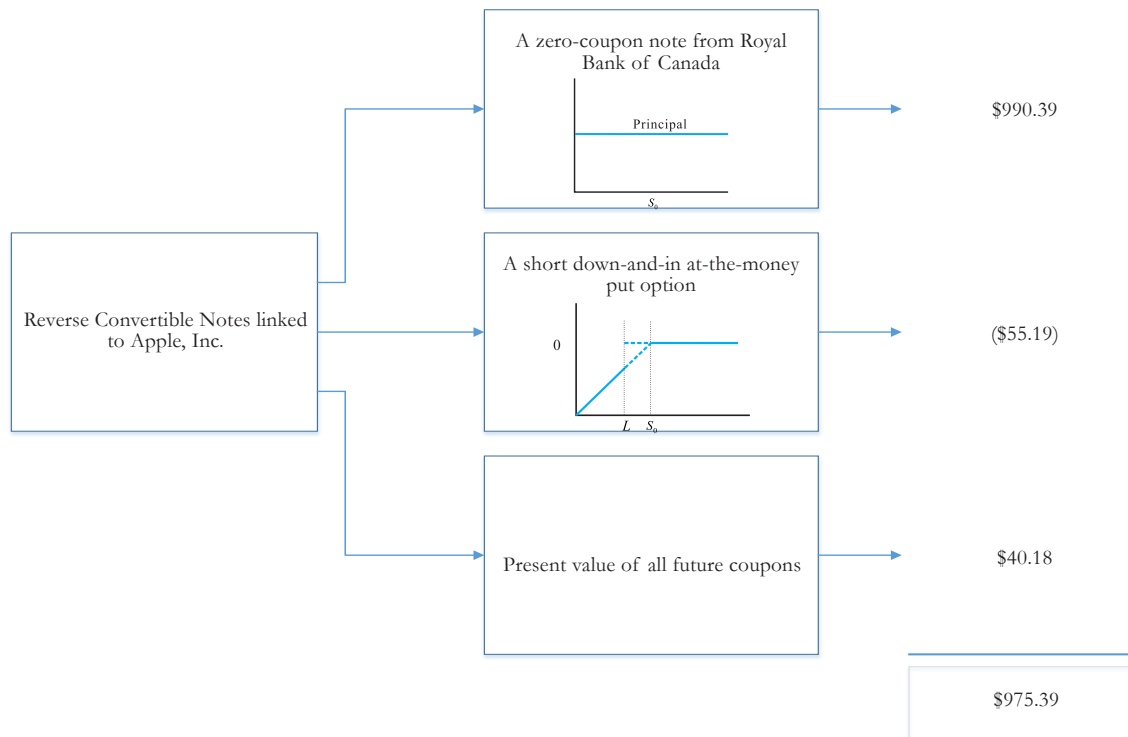 A zero-coupon note from Royal
Bank of Canada
Principal
S₀
$990.39
Reverse Convertible Notes linked
to Apple, Inc.
A short down-and-in at-the-money
put option
0
L S₀
($55.19)
Present value of all future coupons
$40.18
$975.39